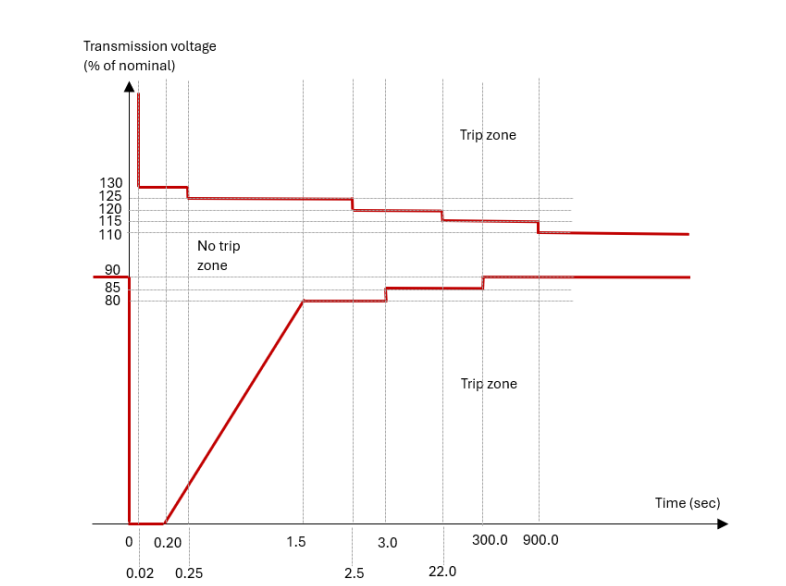 Transmission voltage
(% of nominal)
Trip zone
130
125
120
115
110
No trip
zone
90
85
80
Trip zone
Time (sec)
0 0.20 1.5 3.0 300.0 900.0
0.02 0.25 2.5 22.0